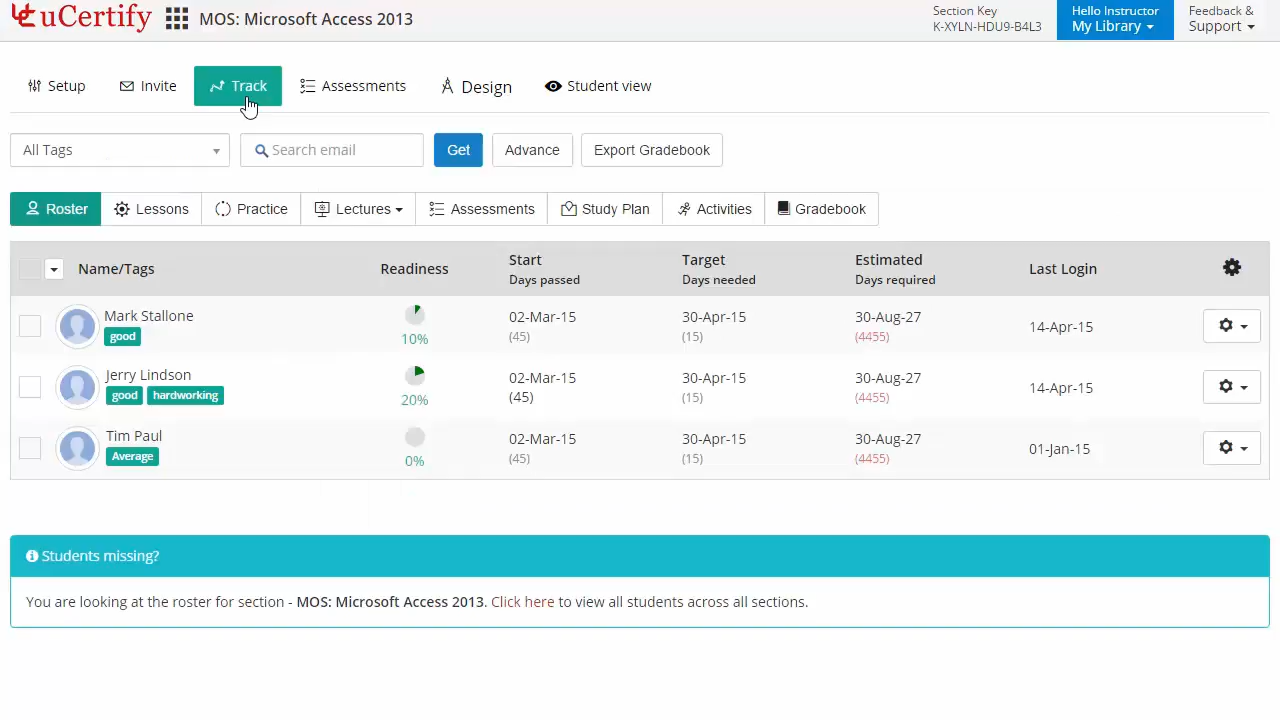 uCertify
MOS: Microsoft Access 2013
Section Key
K-XYLN-HDU9-B4L3
Hello Instructor
My Library
Feedback &
Support
Setup
Invite
Track
Assessments
Design
Student view
All Tags
Search email
Get
Advance
Export Gradebook
Roster
Lessons
Practice
Lectures
Assessments
Study Plan
Activities
Gradebook
Name/Tags
Readiness
Start
Days passed
Target
Days needed
Estimated
Days required
Last Login
Mark Stallone
good
10%
02-Mar-15
(45)
30-Apr-15
(15)
30-Aug-27
(4455)
14-Apr-15
Jerry Lindson
good hardworking
20%
02-Mar-15
(45)
30-Apr-15
(15)
30-Aug-27
(4455)
14-Apr-15
Tim Paul
Average
0%
02-Mar-15
(45)
30-Apr-15
(15)
30-Aug-27
(4455)
01-Jan-15
Students missing?
You are looking at the roster for section - MOS: Microsoft Access 2013. Click here to view all students across all sections.